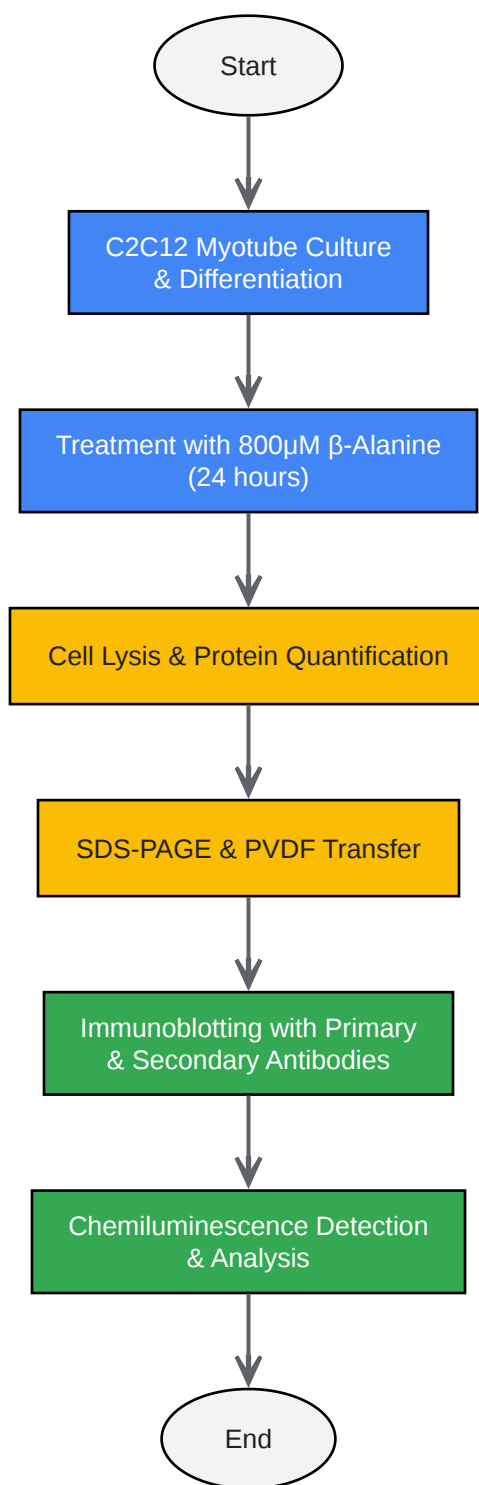 Start
C2C12 Myotube Culture
& Differentiation
Treatment with 800μM β-Alanine
(24 hours)
Cell Lysis & Protein Quantification
SDS-PAGE & PVDF Transfer
Immunoblotting with Primary
& Secondary Antibodies
Chemiluminescence Detection
& Analysis
End